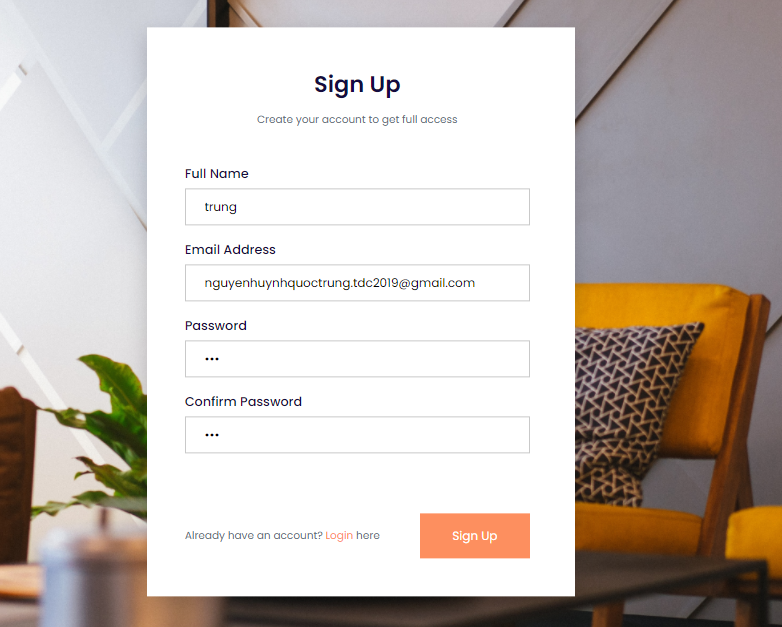 Sign Up
Create your account to get full access
Full Name
trung
Email Address
nguyenhuynhquoctrung.tdc2019@gmail.com
Password
•••
Confirm Password
•••
Already have an account? Login here
Sign Up